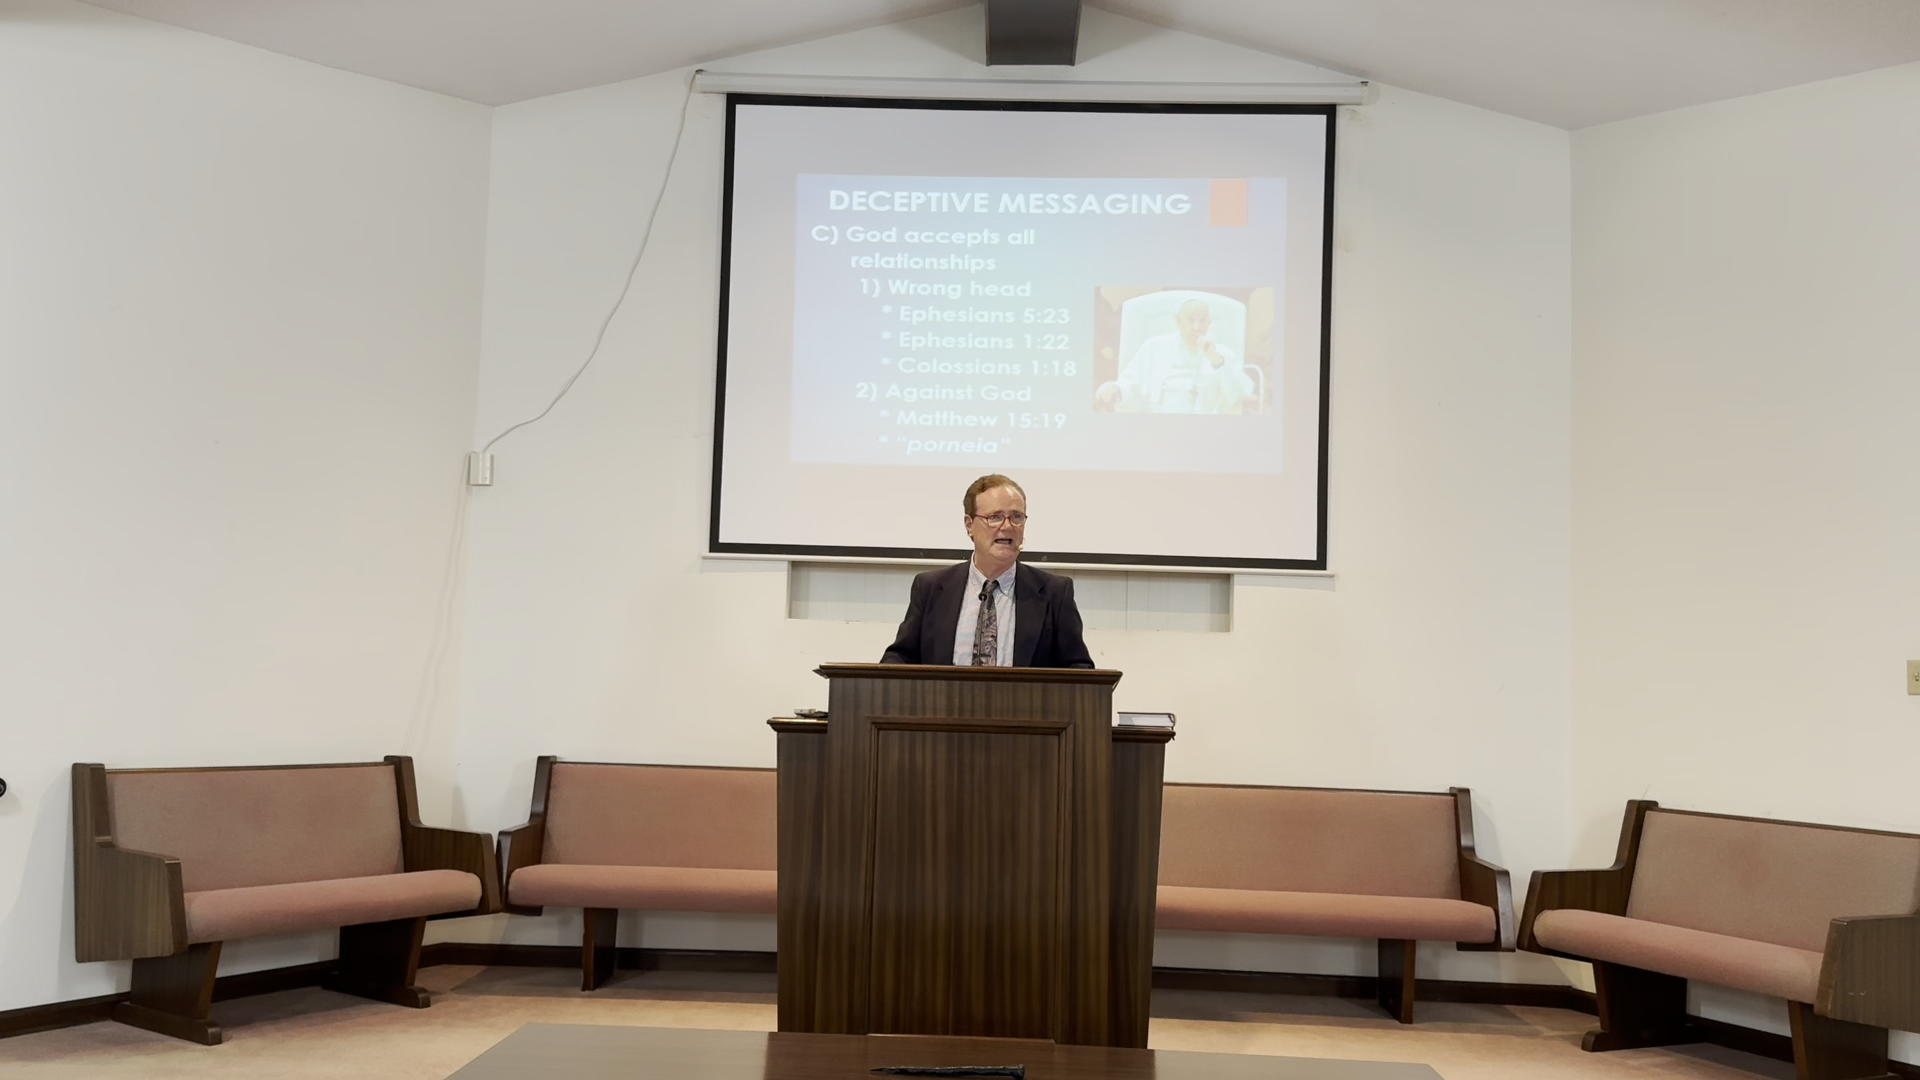 DECEPTIVE MESSAGING
C) God accepts all
relationships
1) Wrong head
* Ephesians 5:23
* Ephesians 1:22
* Colossians 1:18
2) Against God
* Matthew 15:19
* "porneia"